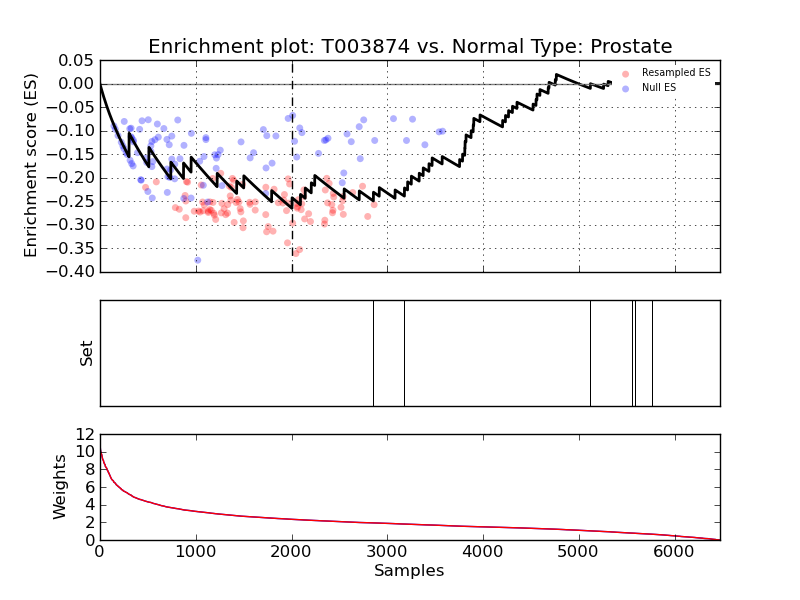 Enrichment plot: T003874 vs. Normal Type: Prostate
Enrichment score (ES)
0.05
0.00
−0.05
−0.10
−0.15
−0.20
−0.25
−0.30
−0.35
−0.40
Resampled ES
Null ES
Set
Weights
12
10
8
6
4
2
0
0 1000 2000 3000 4000 5000 6000
Samples